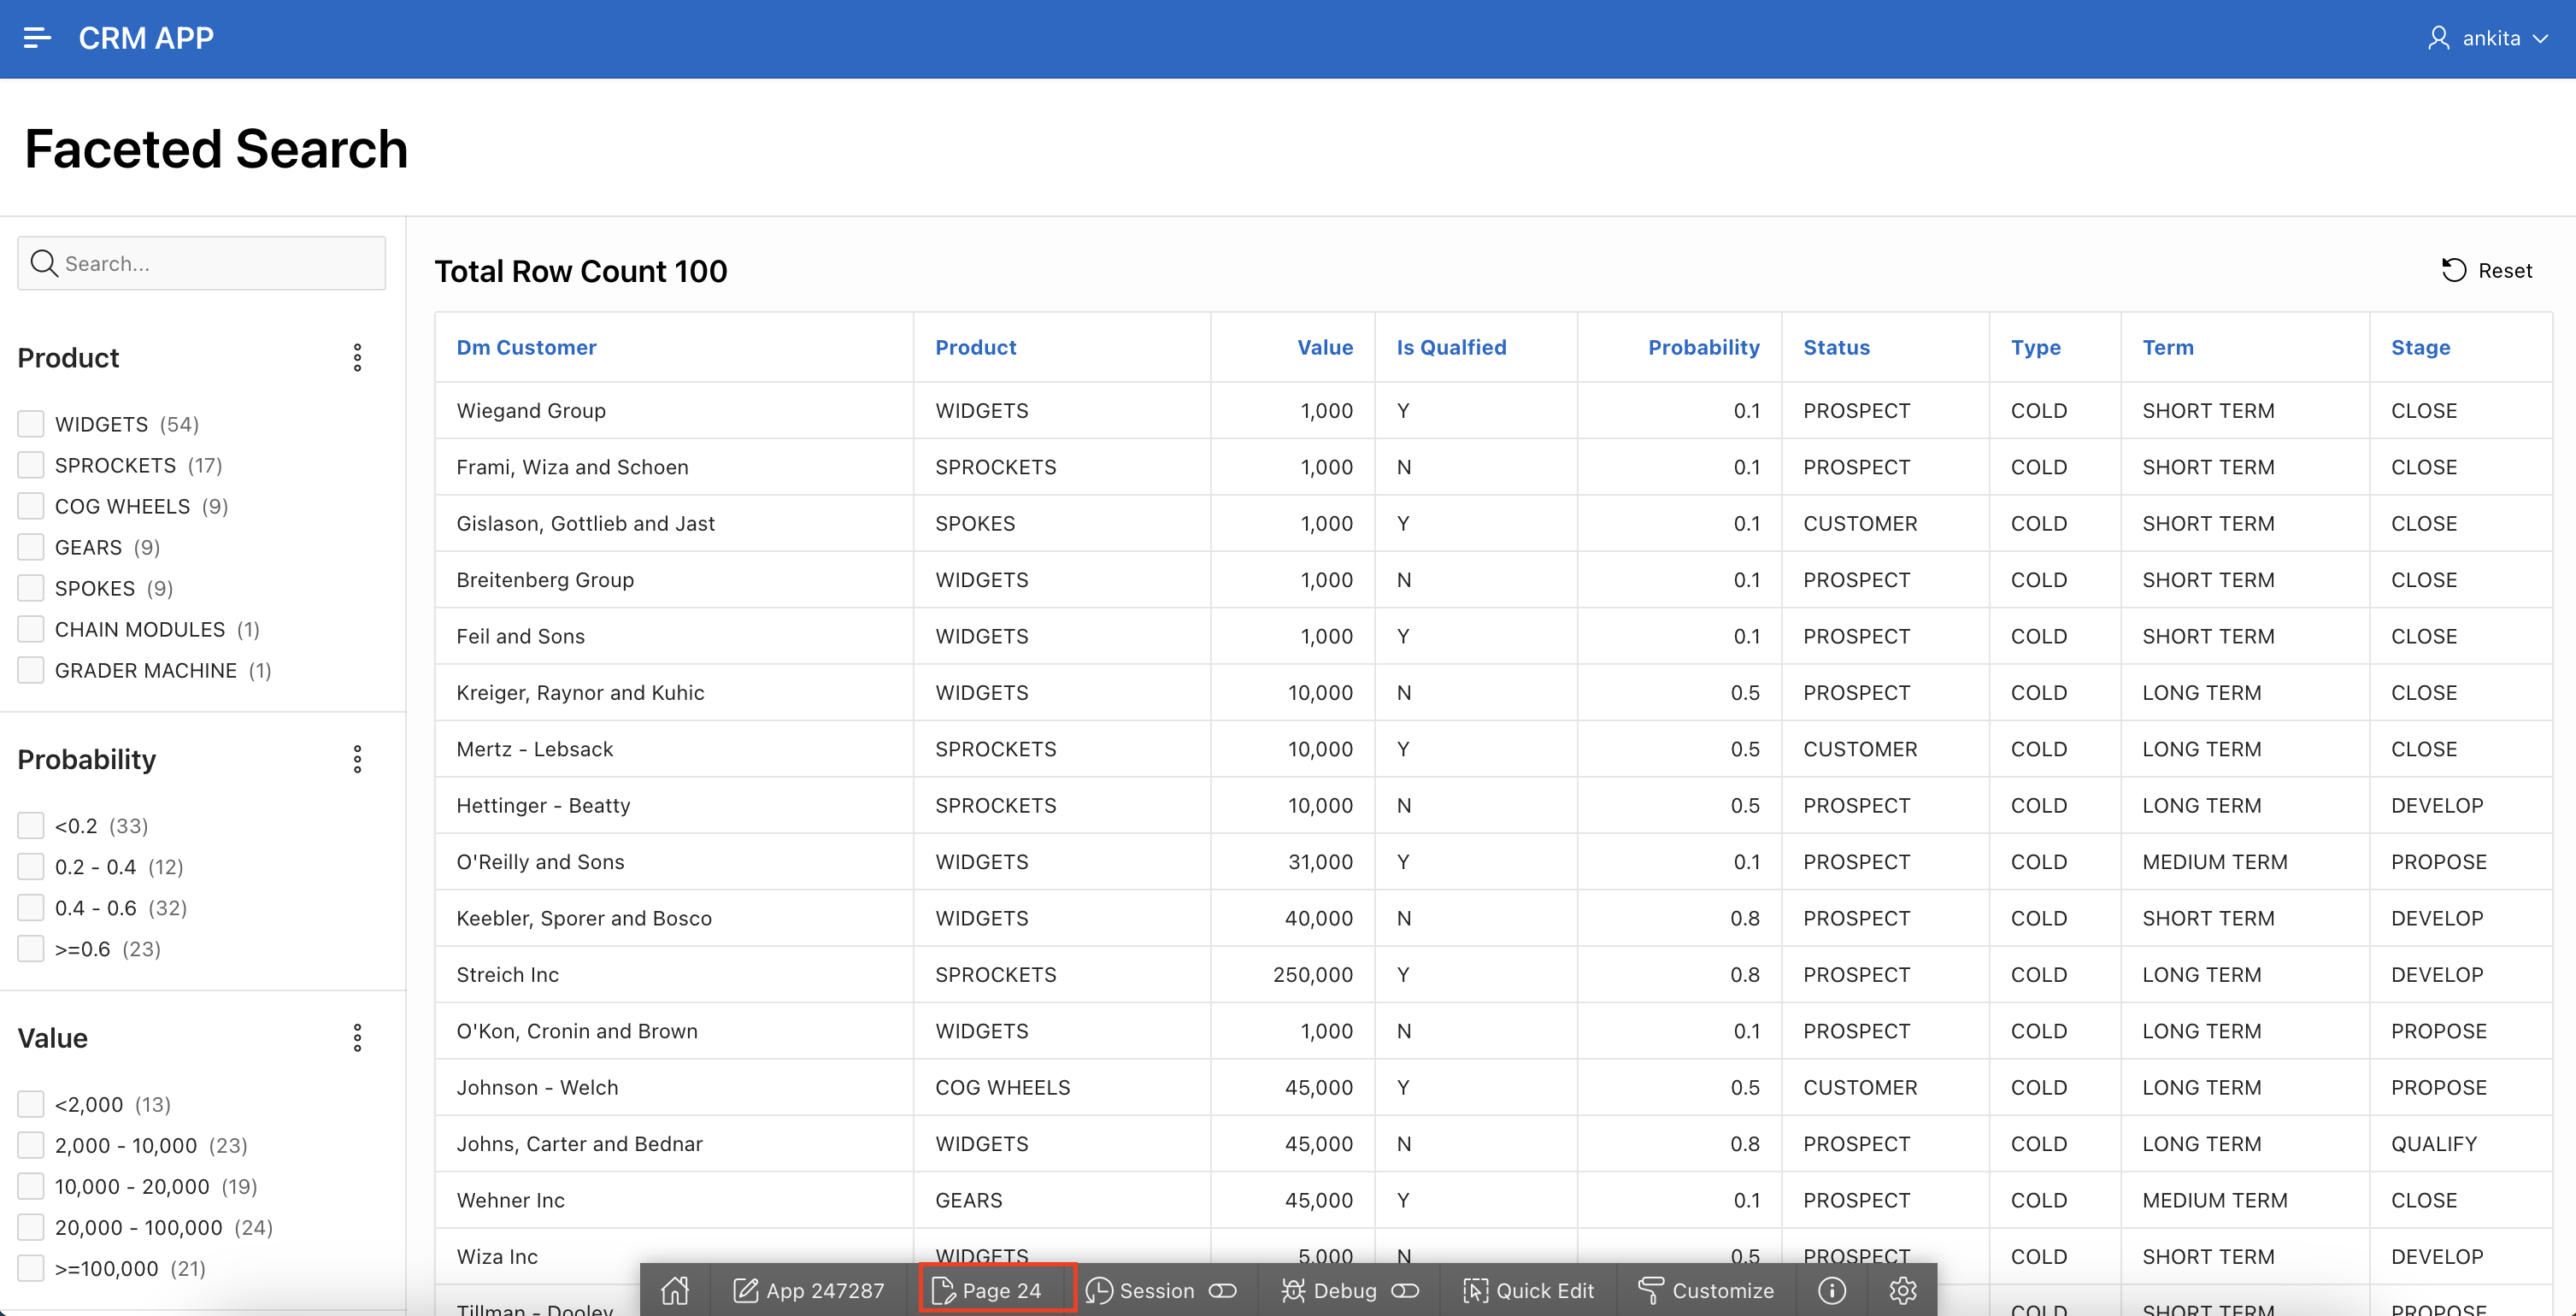 CRM APP
ankita
Faceted Search
Search...
Product
WIDGETS (54)
SPROCKETS (17)
COG WHEELS (9)
GEARS (9)
SPOKES (9)
CHAIN MODULES (1)
GRADER MACHINE (1)
Probability
<0.2 (33)
0.2 - 0.4 (12)
0.4 - 0.6 (32)
>=0.6 (23)
Value
<2,000 (13)
2,000 - 10,000 (23)
10,000 - 20,000 (19)
20,000 - 100,000 (24)
>=100,000 (21)
Total Row Count 100
Reset
Dm Customer Product Value Is Qualfied Probability Status Type Term Stage
Wiegand Group WIDGETS 1,000 Y 0.1 PROSPECT COLD SHORT TERM CLOSE
Frami, Wiza and Schoen SPROCKETS 1,000 N 0.1 PROSPECT COLD SHORT TERM CLOSE
Gislason, Gottlieb and Jast SPOKES 1,000 Y 0.1 CUSTOMER COLD SHORT TERM CLOSE
Breitenberg Group WIDGETS 1,000 N 0.1 PROSPECT COLD SHORT TERM CLOSE
Feil and Sons WIDGETS 1,000 Y 0.1 PROSPECT COLD SHORT TERM CLOSE
Kreiger, Raynor and Kuhic WIDGETS 10,000 N 0.5 PROSPECT COLD LONG TERM CLOSE
Mertz - Lebsack SPROCKETS 10,000 Y 0.5 CUSTOMER COLD LONG TERM CLOSE
Hettinger - Beatty SPROCKETS 10,000 N 0.5 PROSPECT COLD LONG TERM DEVELOP
O'Reilly and Sons WIDGETS 31,000 Y 0.1 PROSPECT COLD MEDIUM TERM PROPOSE
Keebler, Sporer and Bosco WIDGETS 40,000 N 0.8 PROSPECT COLD SHORT TERM DEVELOP
Streich Inc SPROCKETS 250,000 Y 0.8 PROSPECT COLD LONG TERM DEVELOP
O'Kon, Cronin and Brown WIDGETS 1,000 N 0.1 PROSPECT COLD LONG TERM PROPOSE
Johnson - Welch COG WHEELS 45,000 Y 0.5 CUSTOMER COLD LONG TERM PROPOSE
Johns, Carter and Bednar WIDGETS 45,000 N 0.8 PROSPECT COLD LONG TERM QUALIFY
Wehner Inc GEARS 45,000 Y 0.1 PROSPECT COLD MEDIUM TERM CLOSE
Wiza Inc WIDGETS 5,000 N 0.5 PROSPECT COLD SHORT TERM DEVELOP
Tillman - Dooley COLD SHORT TERM PROPOSE
App 247287 Page 24 Session Debug Quick Edit Customize